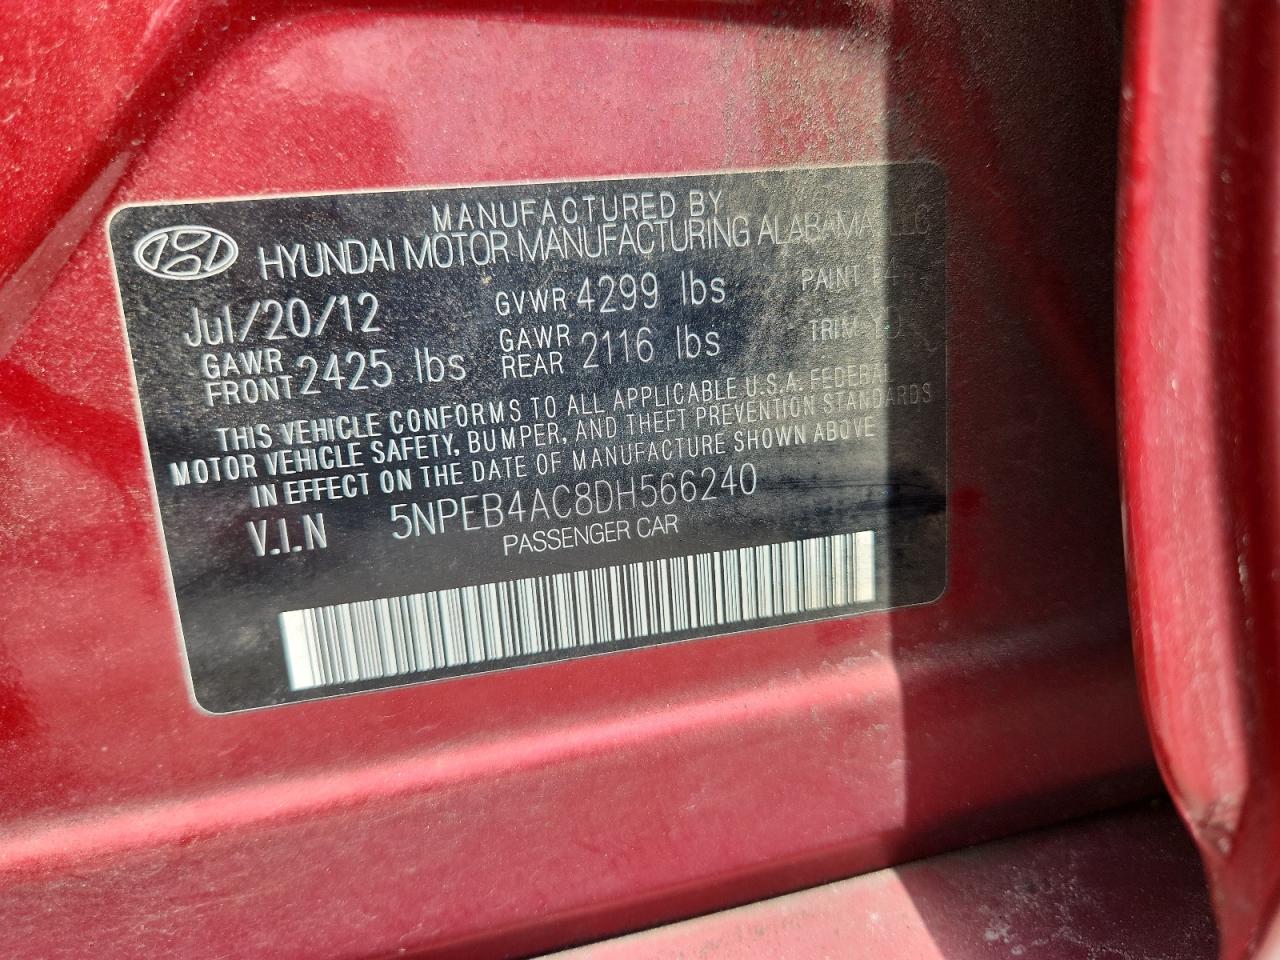 MANUFACTURED BY
HYUNDAI MOTOR MANUFACTURING ALABAMA LLC
Jul/20/12 GVWR 4299 lbs PAINT
GAWR FRONT 2425 lbs GAWR REAR 2116 lbs TRIM
THIS VEHICLE CONFORMS TO ALL APPLICABLE U.S.A. FEDERAL
MOTOR VEHICLE SAFETY, BUMPER, AND THEFT PREVENTION STANDARDS
IN EFFECT ON THE DATE OF MANUFACTURE SHOWN ABOVE
V.I.N 5NPEB4AC8DH566240
PASSENGER CAR